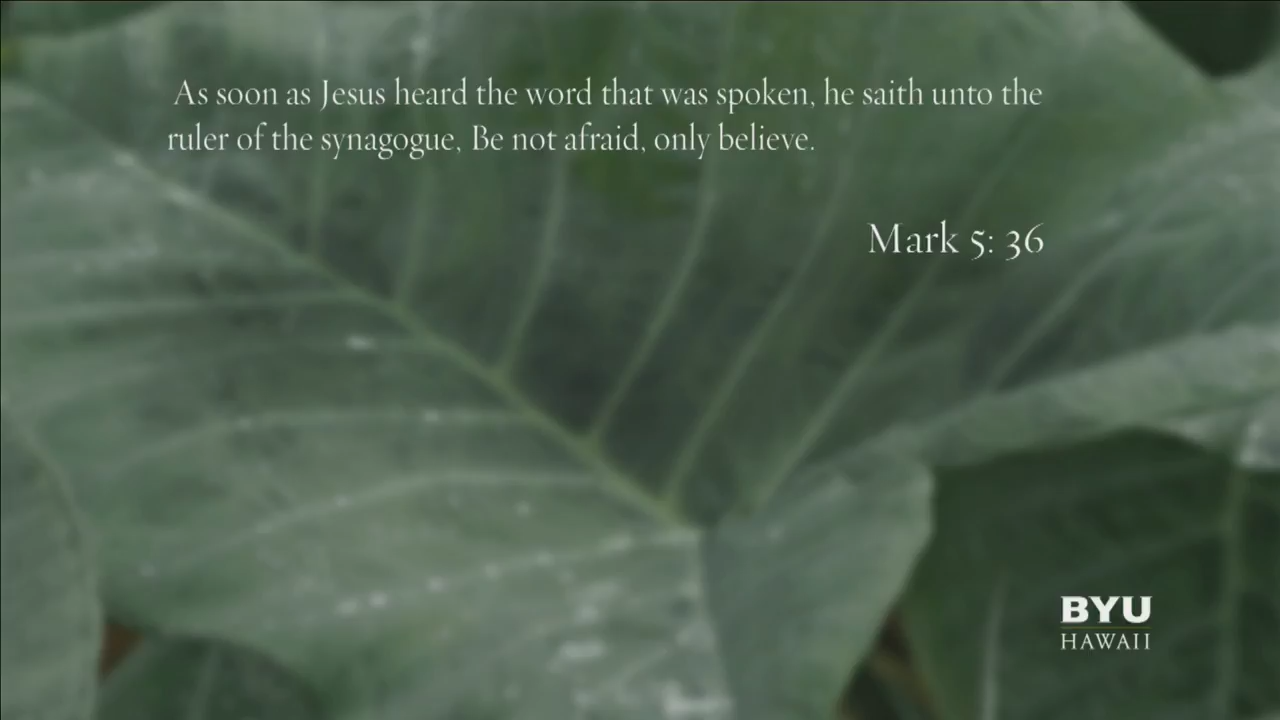 As soon as Jesus heard the word that was spoken, he saith unto the
ruler of the synagogue, Be not afraid, only believe.
Mark 5: 36
BYU
HAWAII